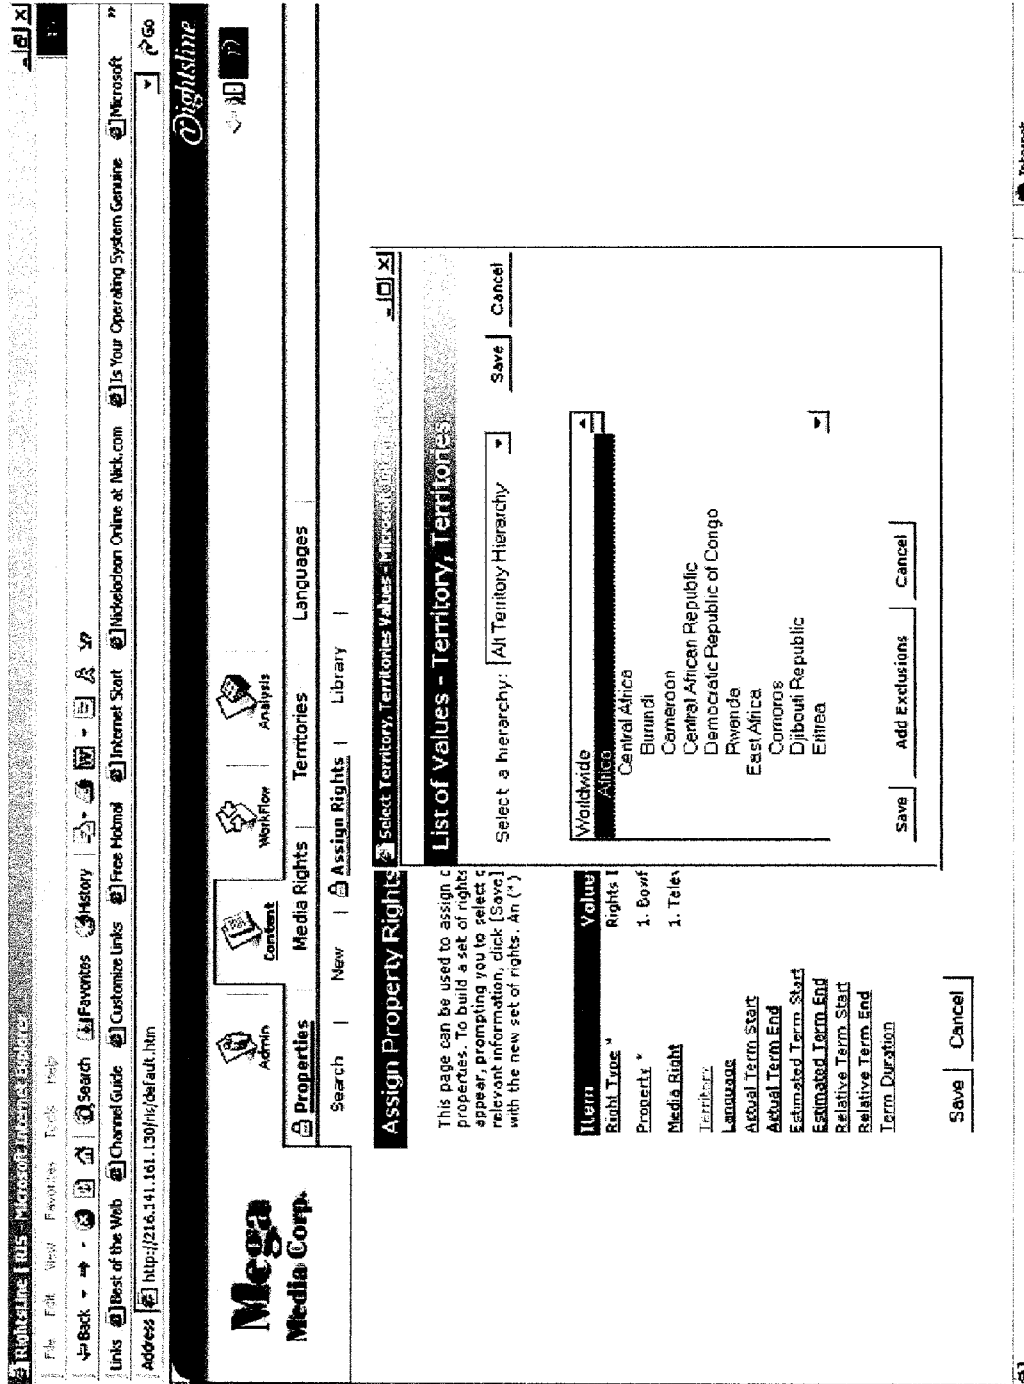 RightsLine | RIS - Microsoft Internet Explorer
File Edit View Favorites Tools Help
Back Search Favorites History
Links Best of the Web Channel Guide Customize Links Free Hotmail Internet Start Nickelodeon Online at Nick.com Is Your Operating System Genuine Microsoft »
Address http://216.141.161.130/ris/default.htm Go
Rightsline
Mega
Media Corp.
Admin Content WorkFlow Analysis
Properties Media Rights Territories Languages
Search | New | Assign Rights | Library |
Assign Property Rights
This page can be used to assign
properties. To build a set of rights
appear, prompting you to select
relevant information, click [Save]
with the new set of rights. An (*)
Item Value
Right Type * Rights
Property * 1.
Media Right 1.
Territory
Language
Actual Term Start
Actual Term End
Estimated Term Start
Estimated Term End
Relative Term Start
Relative Term End
Term Duration
Save Cancel
Select Territory, Territories Values - Microsoft
List of Values - Territory, Territories
Select a hierarchy: Alt Territory Hierarchy Save Cancel
Worldwide
Africa
Central Africa
Burundi
Cameroon
Central African Republic
Democratic Republic of Congo
Rwanda
East Africa
Comoros
Djibouti Republic
Eritrea
Save Add Exclusions Cancel
Internet